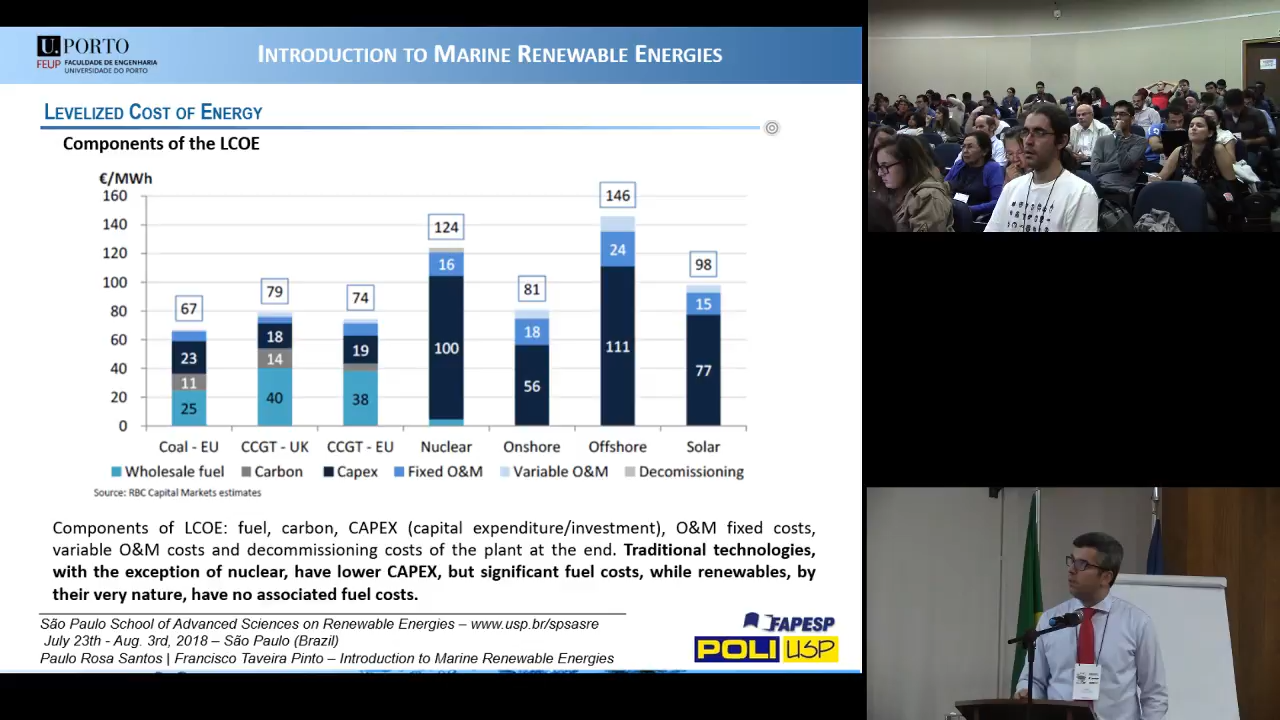 U. PORTO
FEUP FACULDADE DE ENGENHARIA
UNIVERSIDADE DO PORTO
INTRODUCTION TO MARINE RENEWABLE ENERGIES
LEVELIZED COST OF ENERGY
Components of the LCOE
€/MWh
160
140
120
100
80
60
40
20
0
67
23
11
25
79
18
14
40
74
19
38
124
16
100
81
18
56
146
24
111
98
15
77
Coal - EU CCGT - UK CCGT - EU Nuclear Onshore Offshore Solar
Wholesale fuel Carbon Capex Fixed O&M Variable O&M Decomissioning
Source: RBC Capital Markets estimates
Components of LCOE: fuel, carbon, CAPEX (capital expenditure/investment), O&M fixed costs,
variable O&M costs and decommissioning costs of the plant at the end. Traditional technologies,
with the exception of nuclear, have lower CAPEX, but significant fuel costs, while renewables, by
their very nature, have no associated fuel costs.
São Paulo School of Advanced Sciences on Renewable Energies – www.usp.br/spsasre
July 23th - Aug. 3rd, 2018 – São Paulo (Brazil)
Paulo Rosa Santos | Francisco Taveira Pinto – Introduction to Marine Renewable Energies
FAPESP
POLI USP